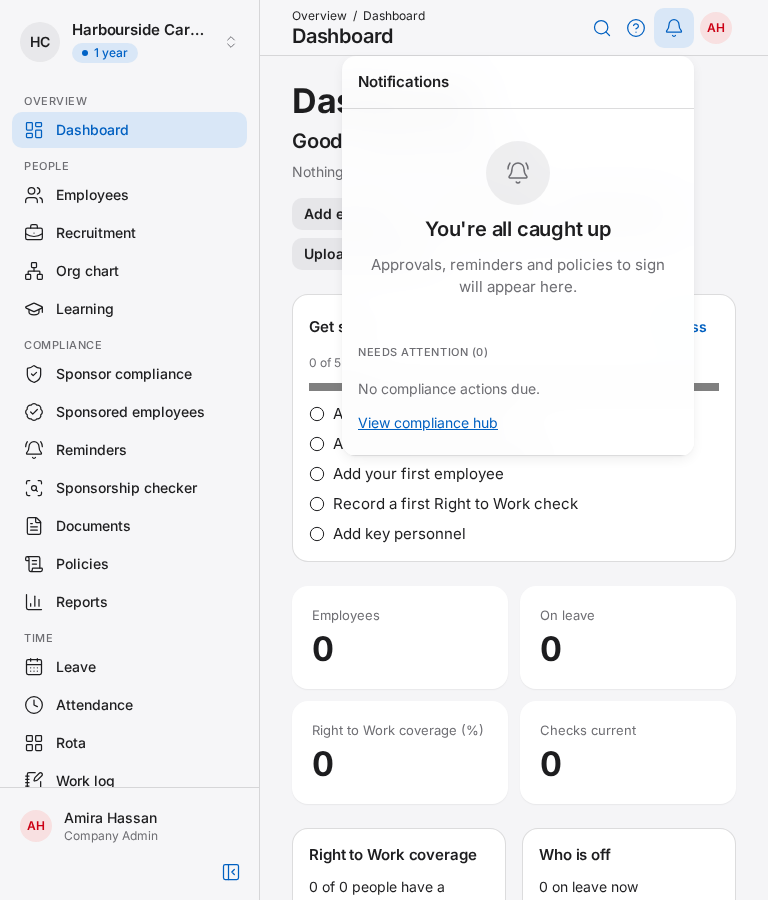 HC
Harbourside Car...
1 year
OVERVIEW
Dashboard
PEOPLE
Employees
Recruitment
Org chart
Learning
COMPLIANCE
Sponsor compliance
Sponsored employees
Reminders
Sponsorship checker
Documents
Policies
Reports
TIME
Leave
Attendance
Rota
Work log
AH
Amira Hassan
Company Admin
Overview / Dashboard
Dashboard
AH
Notifications
You're all caught up
Approvals, reminders and policies to sign
will appear here.
NEEDS ATTENTION (0)
No compliance actions due.
View compliance hub
Good
Nothing
Add
Get
0 of 5
Add your first employee
Record a first Right to Work check
Add key personnel
Employees
0
On leave
0
Right to Work coverage (%)
0
Checks current
0
Right to Work coverage
0 of 0 people have a
Who is off
0 on leave now